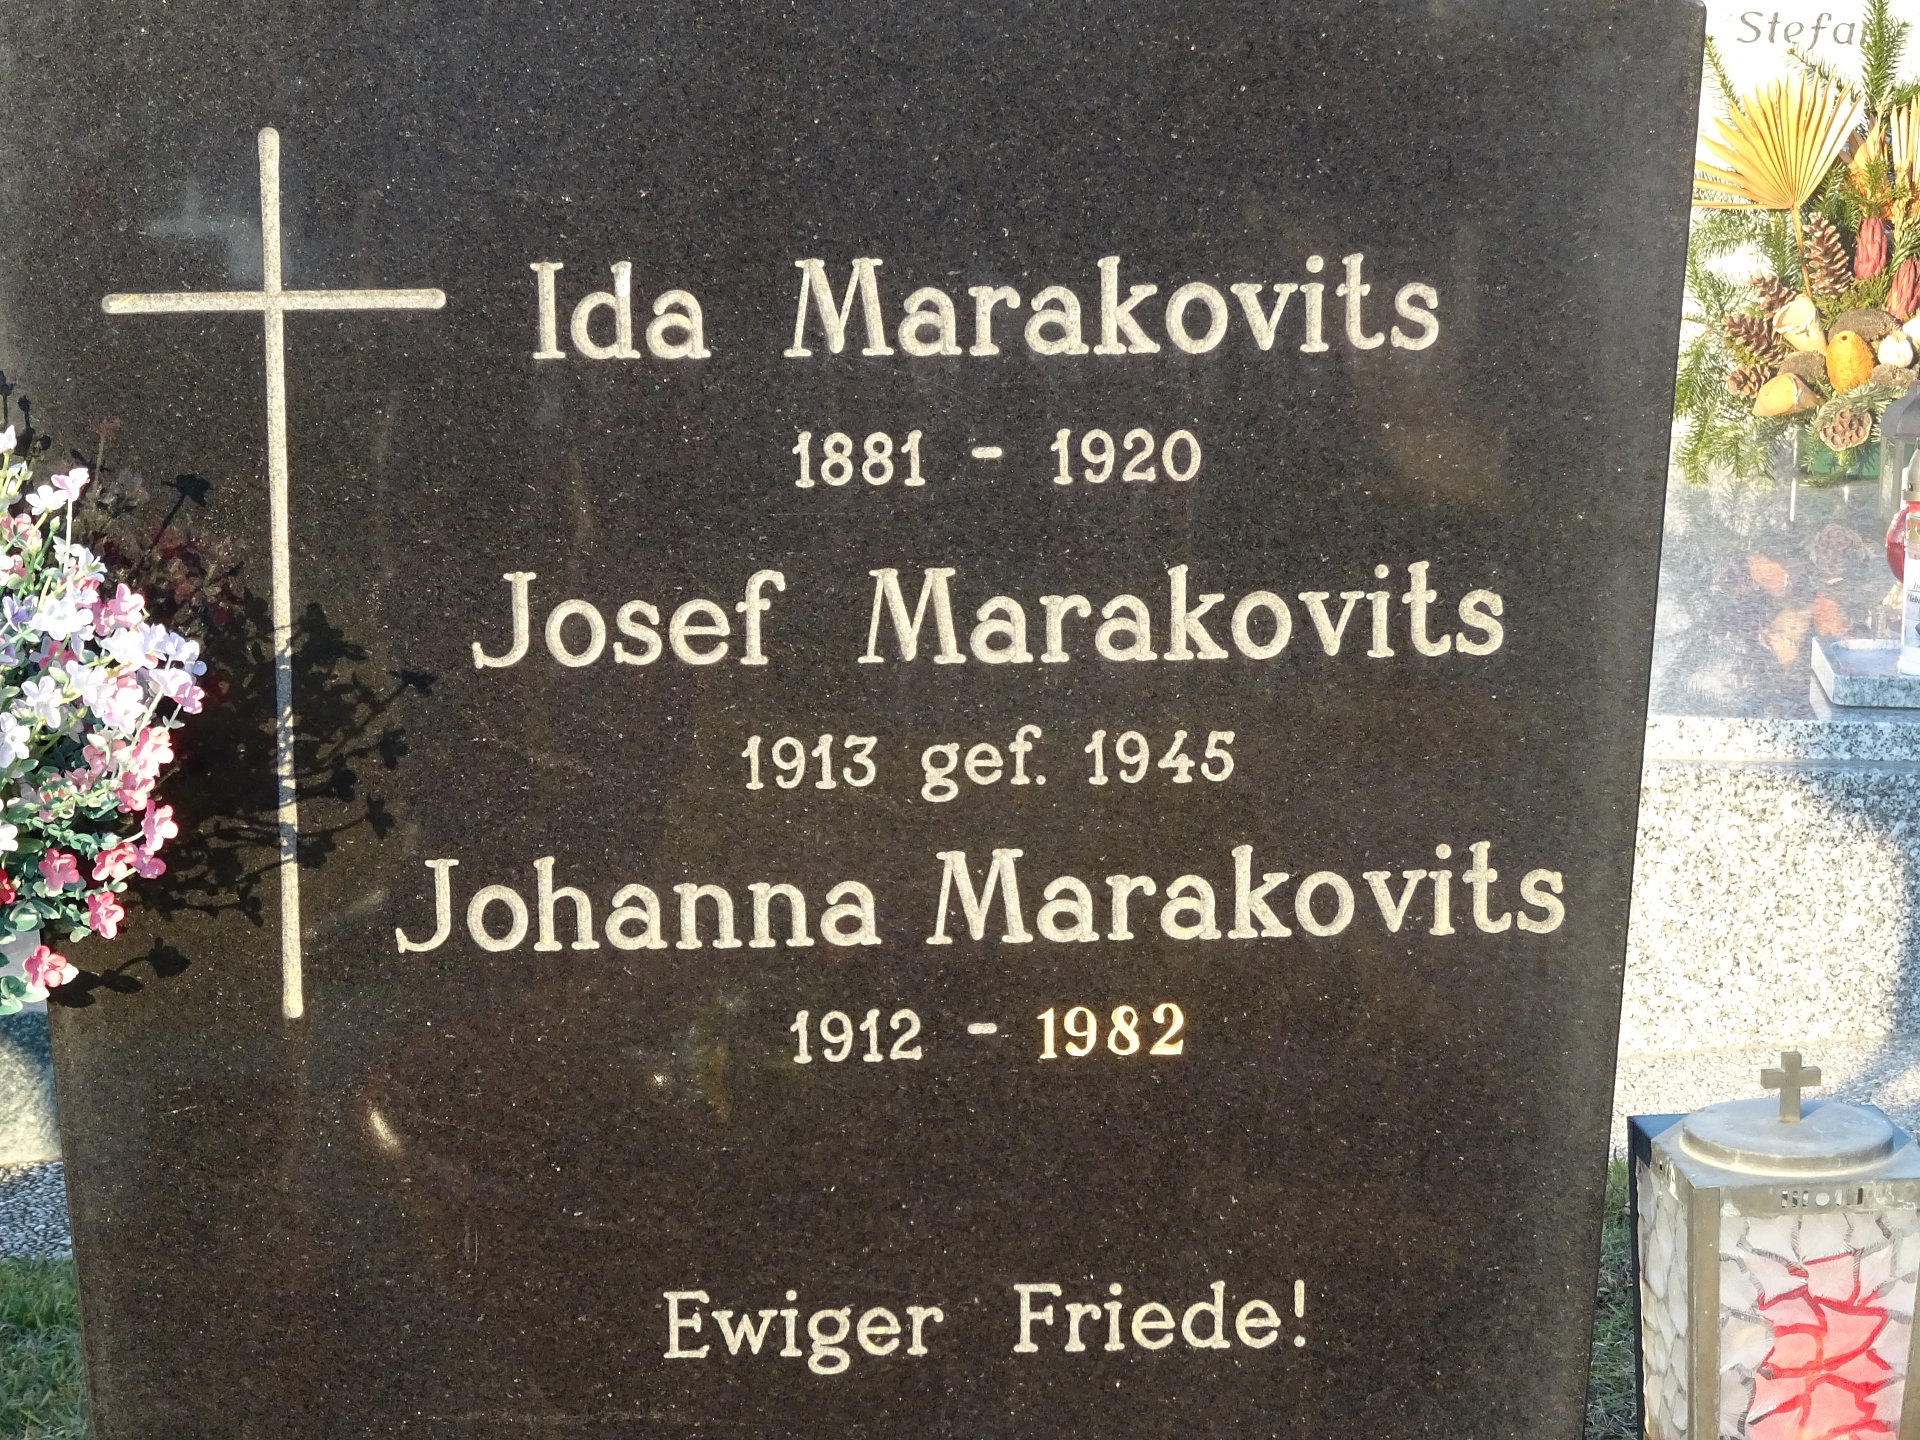 Ida Marakovits
1881 - 1920
Josef Marakovits
1913 gef. 1945
Johanna Marakovits
1912 - 1982
Ewiger Friede!